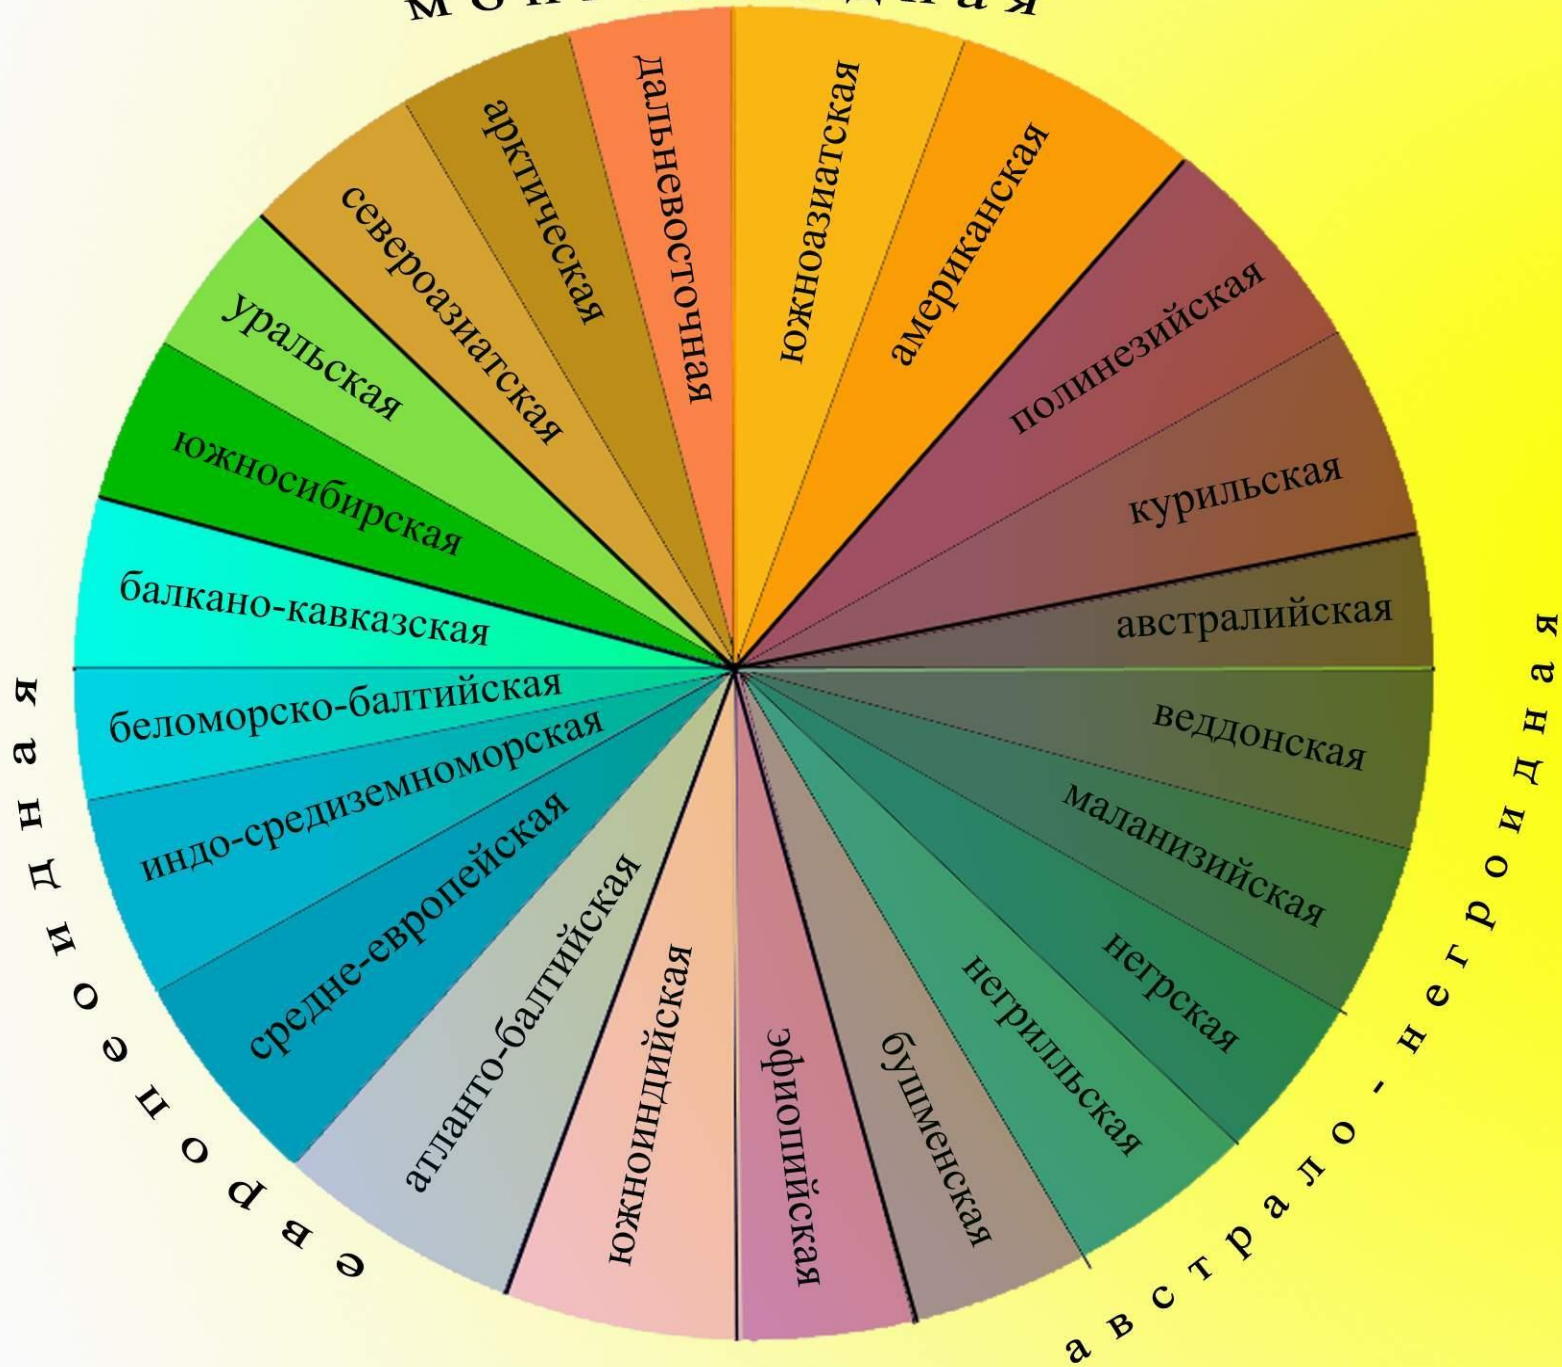 дальневосточная
южноазиатская
американская
полинезийская
курильская
австралийская
веддонская
маланизийская
негрская
негрилльская
бушменская
эфиопийская
южноиндийская
атланто-балтийская
средне-европейская
индо-средиземноморская
беломорско-балтийская
балкано-кавказская
южносибирская
уральская
североазиатская
арктическая
европеоидная
австрало-негроидная